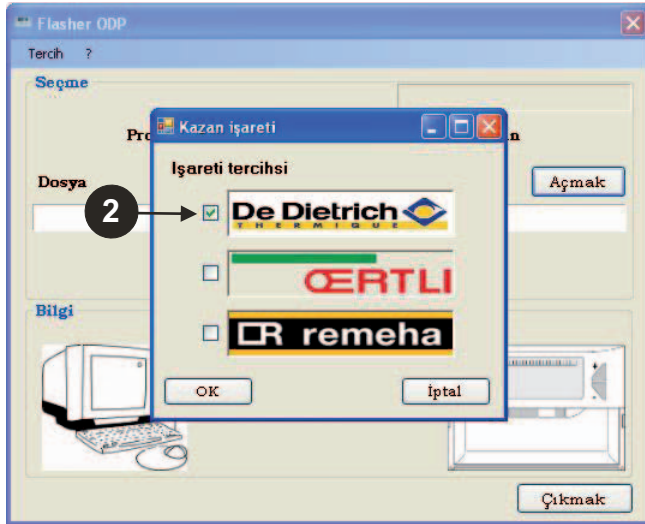 Flasher ODP
Tercih ?
Seçme
Kazan işareti
Işareti tercihsi
Dosya
Açmak
2
De Dietrich
THERMIQUE
ŒRTLI
Bilgi
remeha
OK
İptal
Çıkmak